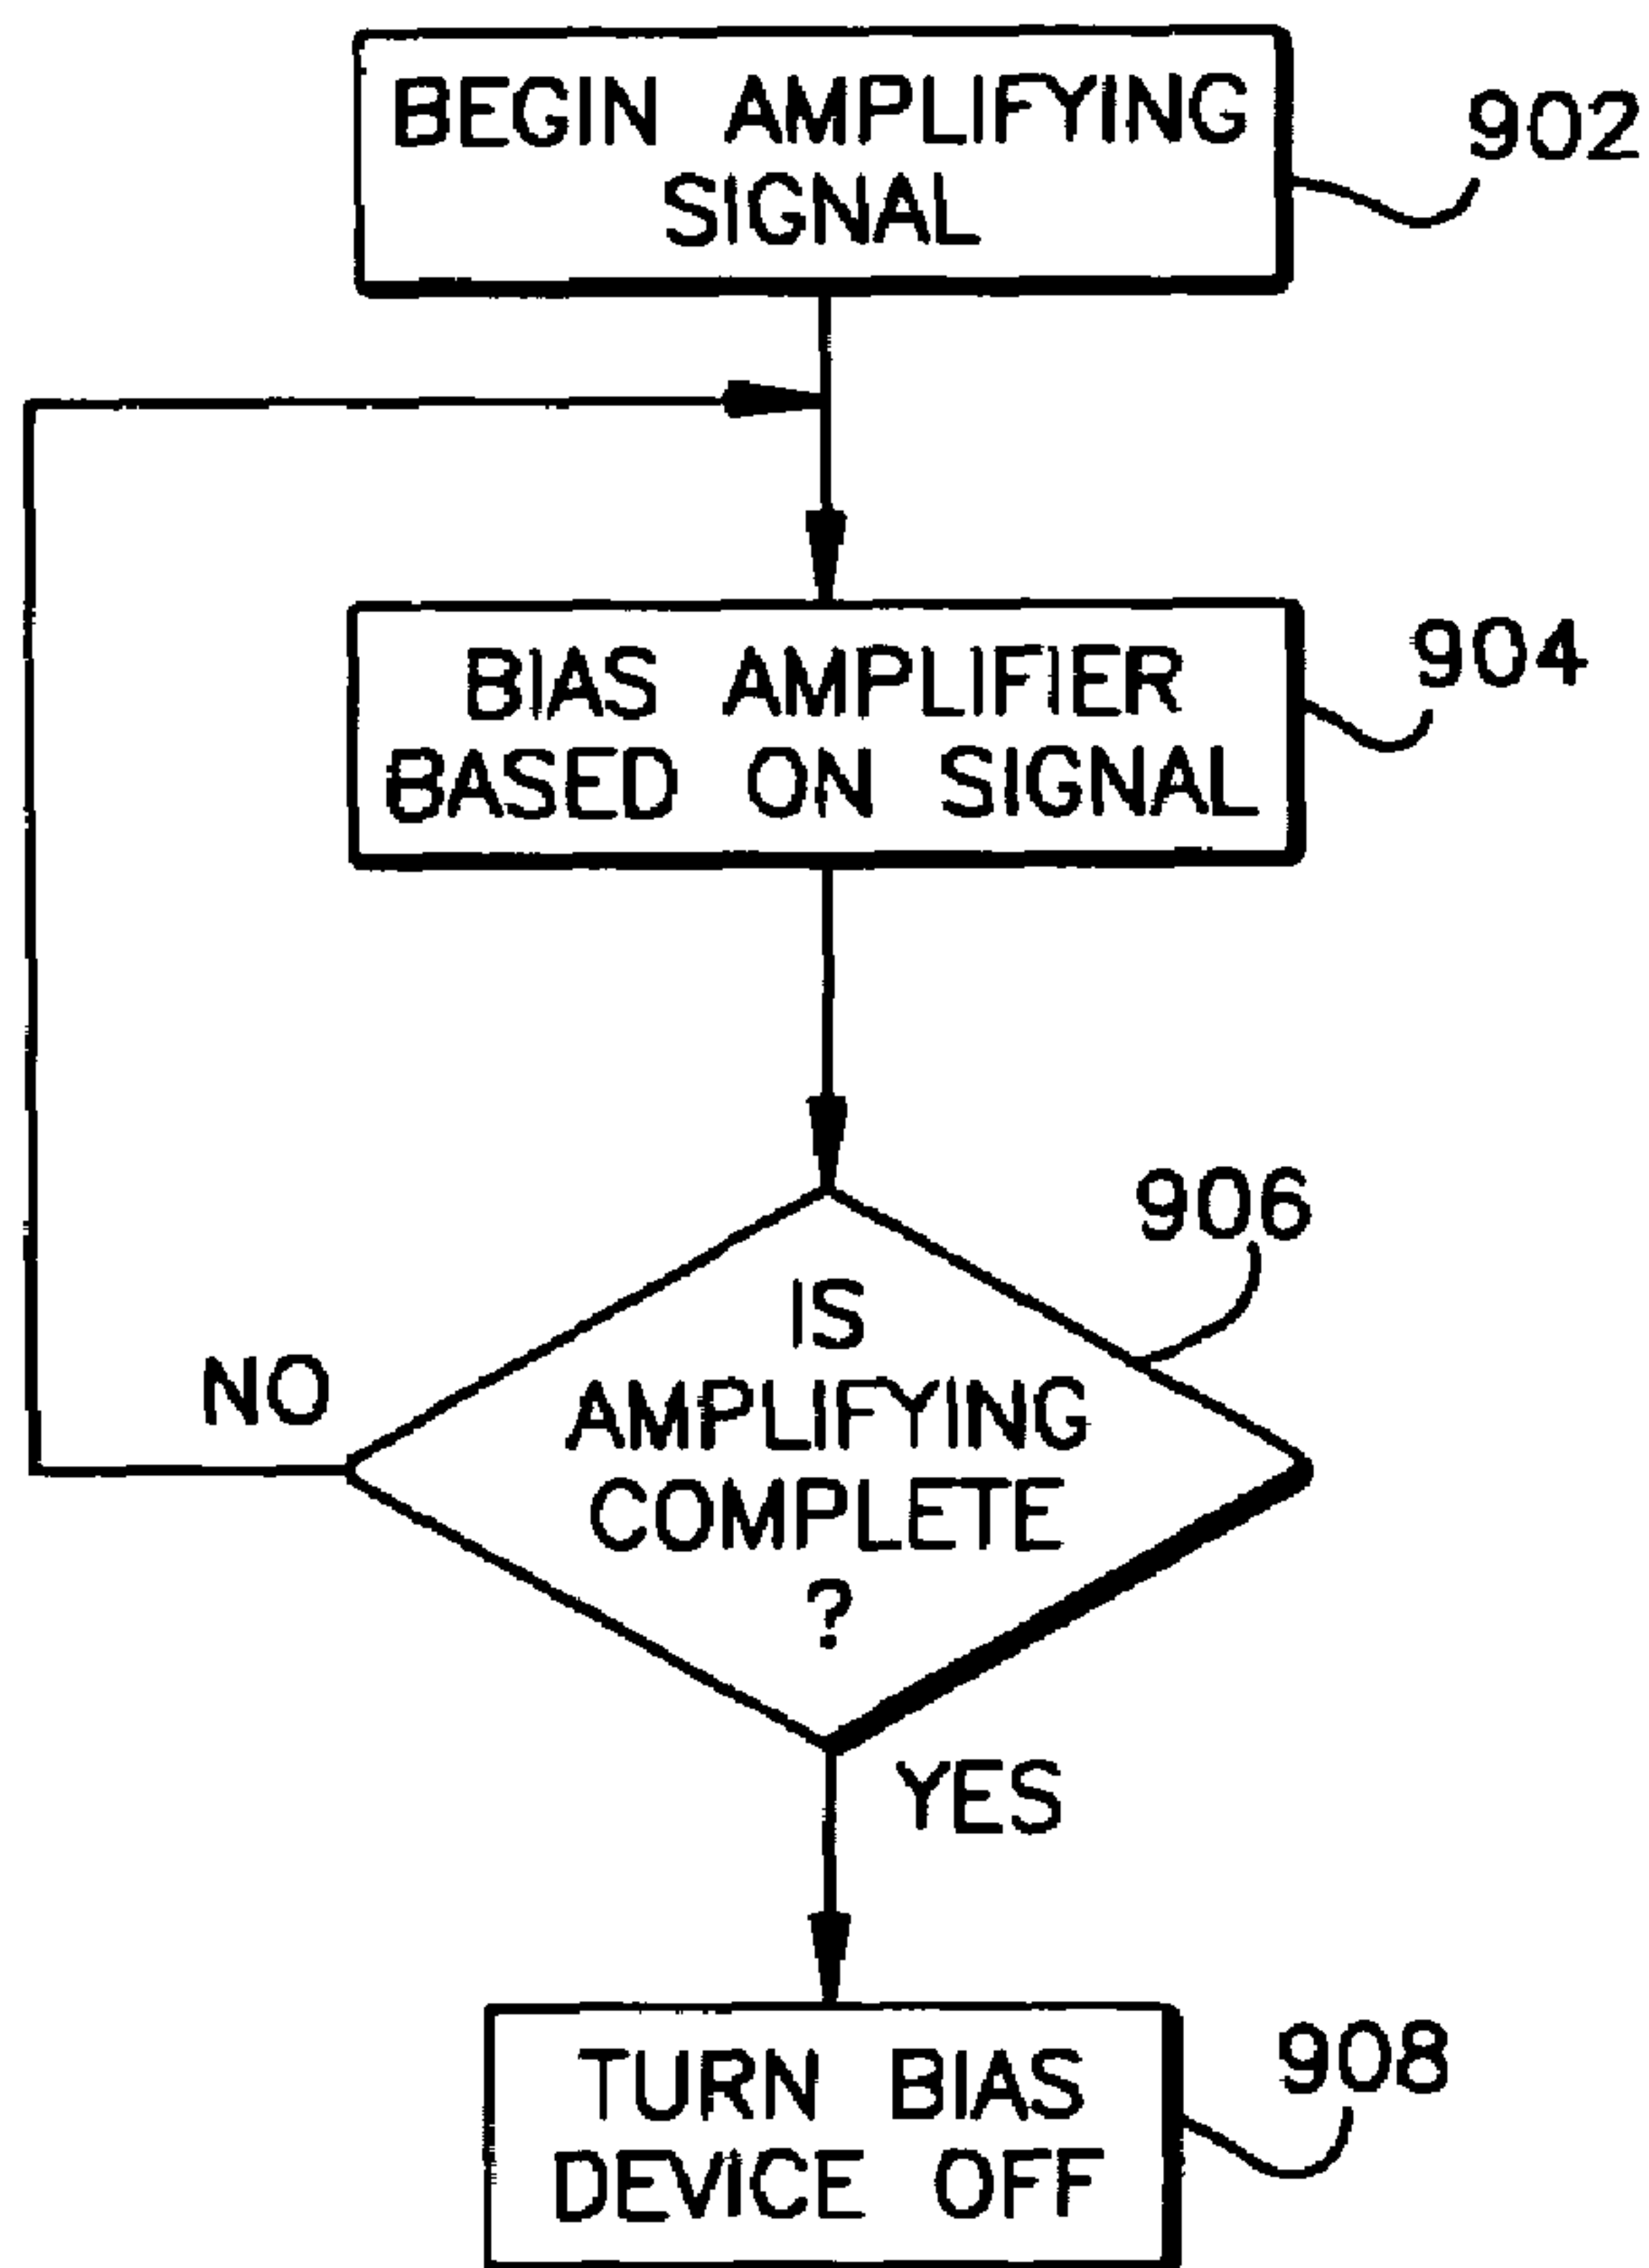 BEGIN AMPLIFYING
SIGNAL
902
BIAS AMPLIFIER
BASED ON SIGNAL
904
906
IS
AMPLIFYING
COMPLETE
?
NO
YES
TURN BIAS
DEVICE OFF
908